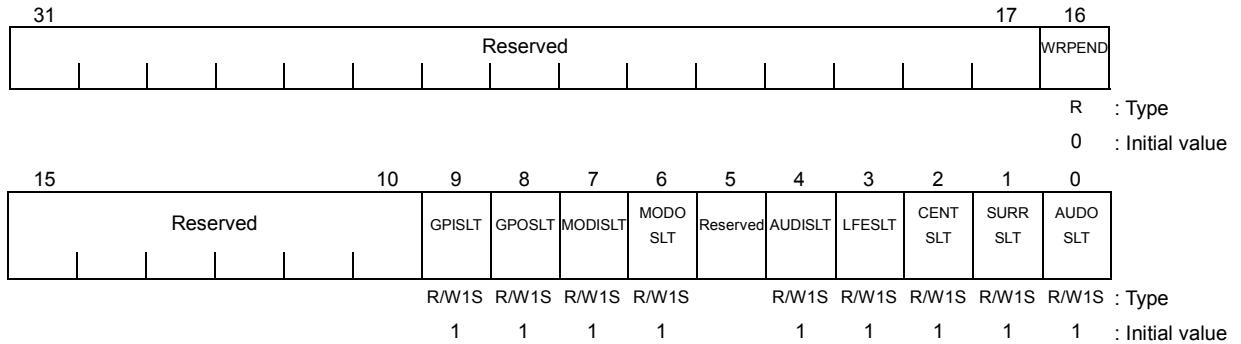 31 17 16
Reserved WRPEND
R : Type
0 : Initial value
15 10 9 8 7 6 5 4 3 2 1 0
Reserved GPISLT GPOSLT MODISLT MODO SLT Reserved AUDISLT LFESLT CENT SLT SURR SLT AUDO SLT
R/W1S R/W1S R/W1S R/W1S R/W1S R/W1S R/W1S R/W1S R/W1S : Type
1 1 1 1 1 1 1 1 1 : Initial value